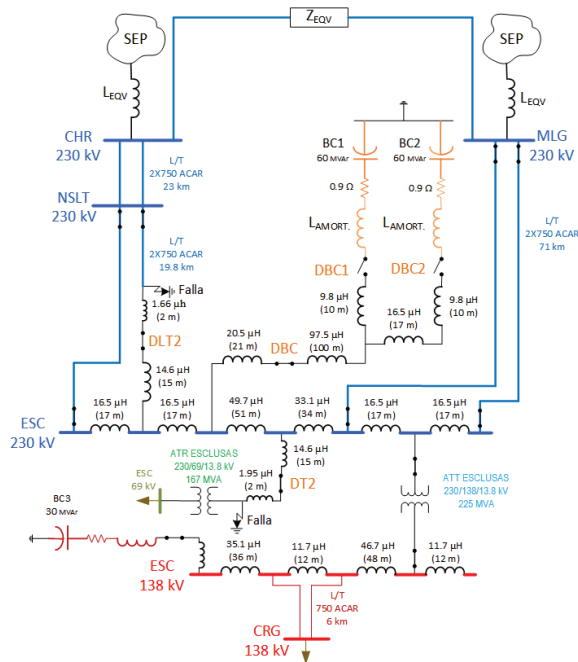 Z_EQV
SEP
SEP
L_EQV
L_EQV
CHR
230 kV
MLG
230 kV
BC1
60 MVAr
BC2
60 MVAr
0.9 Ω
0.9 Ω
L_AMORT.
L_AMORT.
DBC1
DBC2
L/T
2X750 ACAR
23 km
NSLT
230 kV
L/T
2X750 ACAR
19.8 km
L/T
2X750 ACAR
71 km
Falla
1.66 µh
(2 m)
DLT2
9.8 µH
(10 m)
16.5 µH
(17 m)
9.8 µH
(10 m)
20.5 µH
(21 m)
DBC
97.5 µH
(100 m)
14.6 µH
(15 m)
ESC
230 kV
16.5 µH
(17 m)
16.5 µH
(17 m)
49.7 µH
(51 m)
33.1 µH
(34 m)
16.5 µH
(17 m)
16.5 µH
(17 m)
14.6 µH
(15 m)
DT2
ATR ESCLUSAS
230/69/13.8 kV
167 MVA
1.95 µH
(2 m)
ESC
69 kV
Falla
ATT ESCLUSAS
230/138/13.8 kV
225 MVA
BC3
30 MVAr
ESC
138 kV
35.1 µH
(36 m)
11.7 µH
(12 m)
46.7 µH
(48 m)
11.7 µH
(12 m)
L/T
750 ACAR
6 km
CRG
138 kV